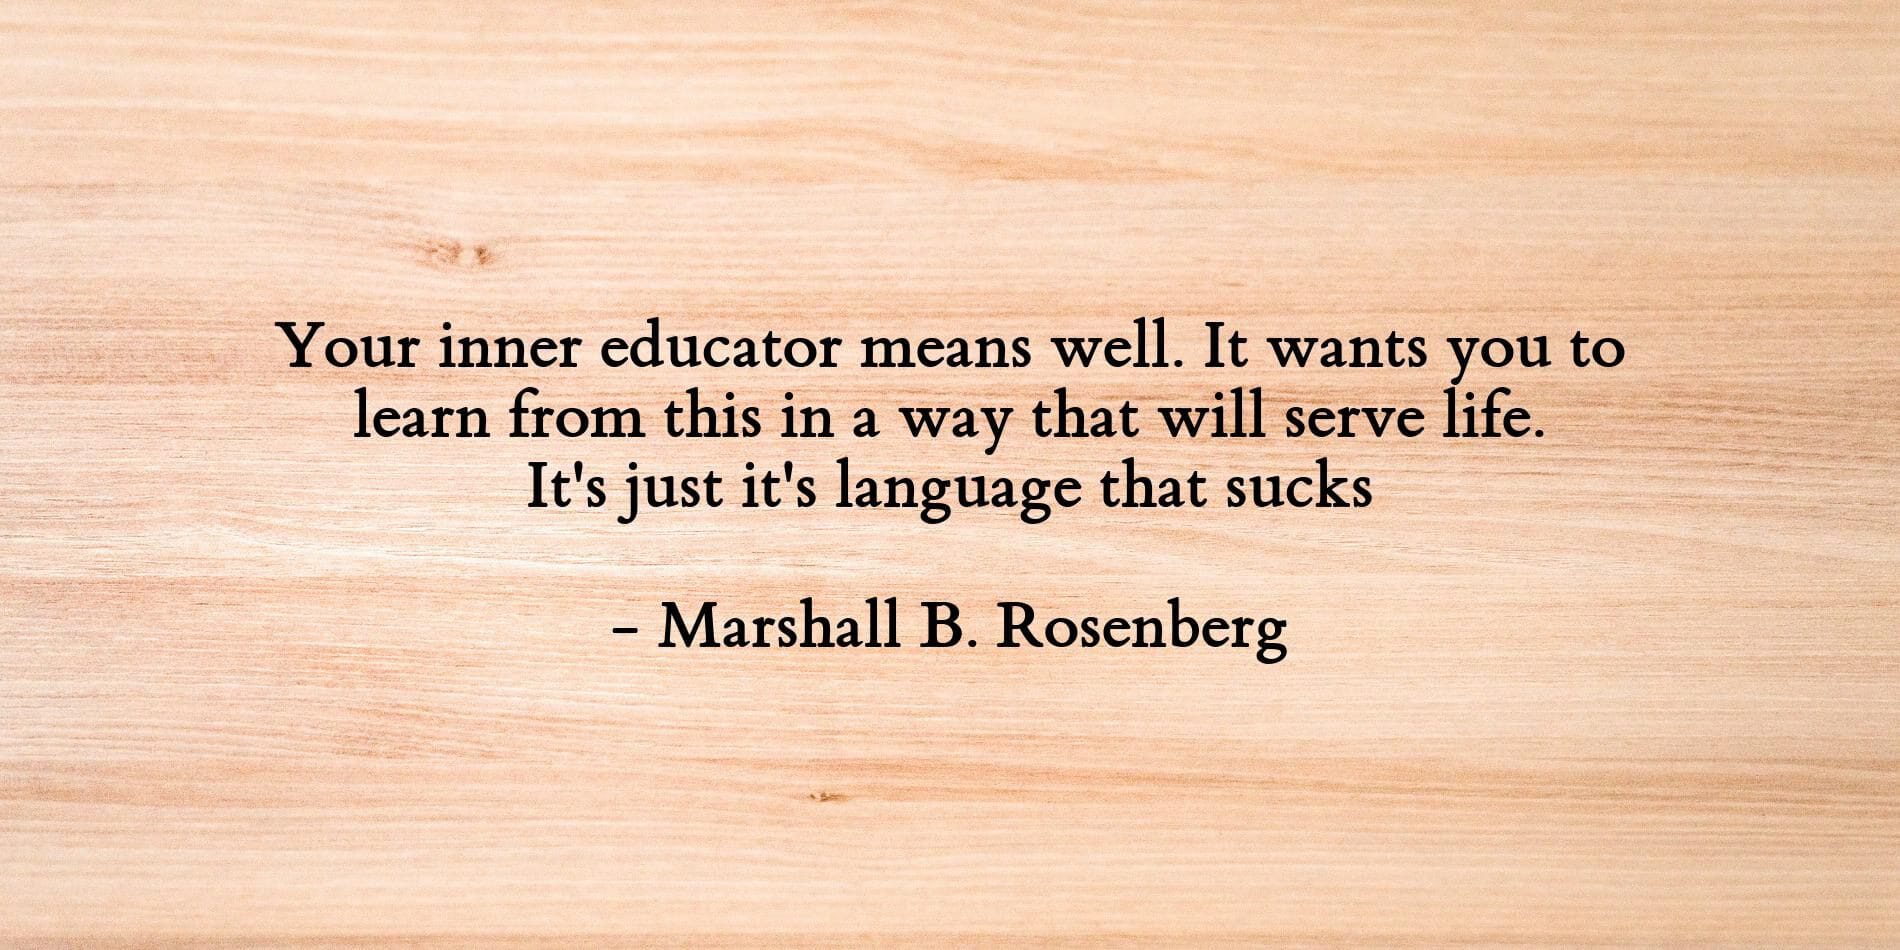 Your inner educator means well. It wants you to
learn from this in a way that will serve life.
It's just it's language that sucks
- Marshall B. Rosenberg